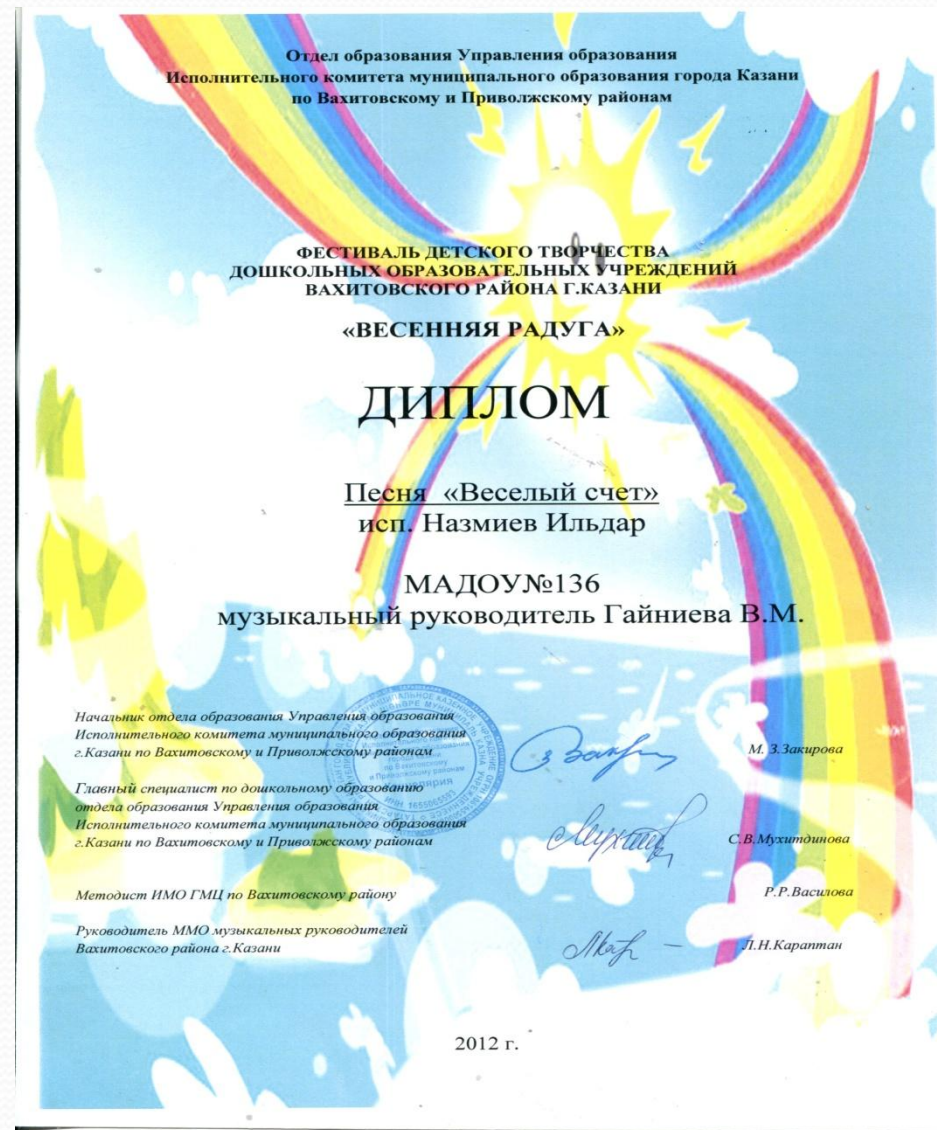 Отдел образования Управления образования
Исполнительного комитета муниципального образования города Казани
по Вахитовскому и Приволжскому районам
ФЕСТИВАЛЬ ДЕТСКОГО ТВОРЧЕСТВА
ДОШКОЛЬНЫХ ОБРАЗОВАТЕЛЬНЫХ УЧРЕЖДЕНИЙ
ВАХИТОВСКОГО РАЙОНА Г.КАЗАНИ
«ВЕСЕННЯЯ РАДУГА»
ДИПЛОМ
Песня «Веселый счет»
исп. Назмиев Ильдар
МАДОУ№136
музыкальный руководитель Гайниева В.М.
Начальник отдела образования Управления образования
Исполнительного комитета муниципального образования
г.Казани по Вахитовскому и Приволжскому районам
М. З.Закирова
Главный специалист по дошкольному образованию
отдела образования Управления образования
Исполнительного комитета муниципального образования
г.Казани по Вахитовскому и Приволжскому районам
С.В.Мухитдинова
Методист ИМО ГМЦ по Вахитовскому району
Р.Р.Василова
Руководитель ММО музыкальных руководителей
Вахитовского района г.Казани
Л.Н.Караптан
2012 г.